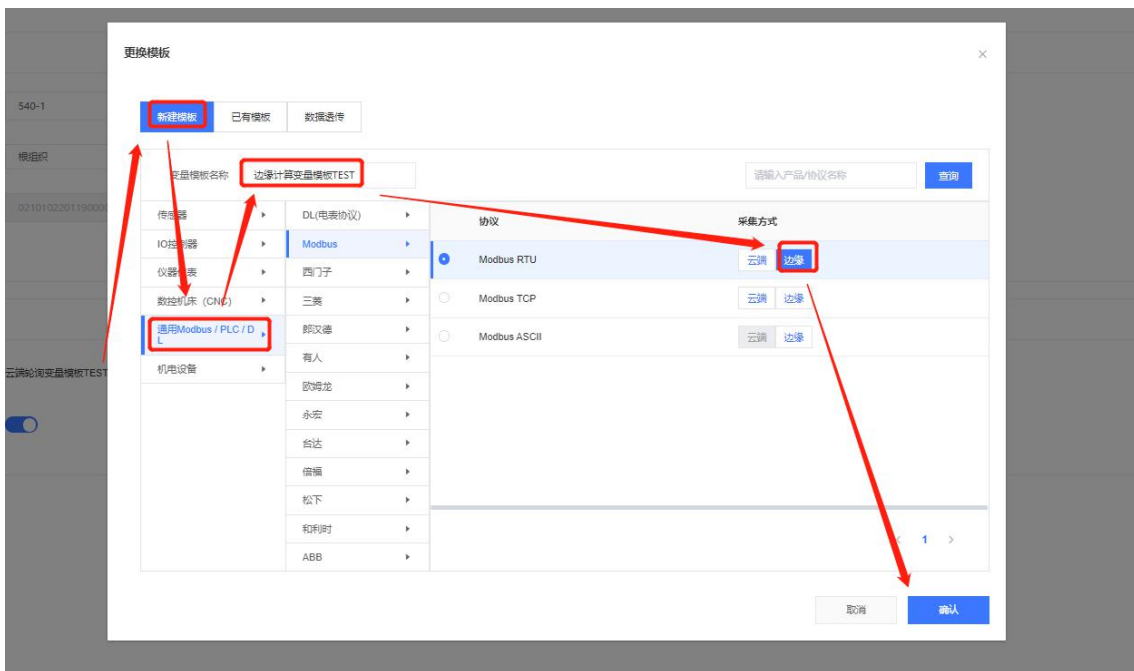 更换模板
×
540-1
新建模板 已有模板 数据透传
根组织
变量模板名称 边缘计算变量模板TEST 请输入产品/协议名称 查询
0210102201190000
传感器 DL(电表协议) 协议 采集方式
IO控制器 Modbus Modbus RTU 云端 边缘
仪器仪表 西门子
数控机床 (CNC) 三菱 Modbus TCP 云端 边缘
通用Modbus / PLC / D
L
郎汉德 Modbus ASCII 云端 边缘
机电设备 有人
云端轮询变量模板TEST
欧姆龙
永宏
台达
倍福
松下
和利时
ABB
1
取消 确认